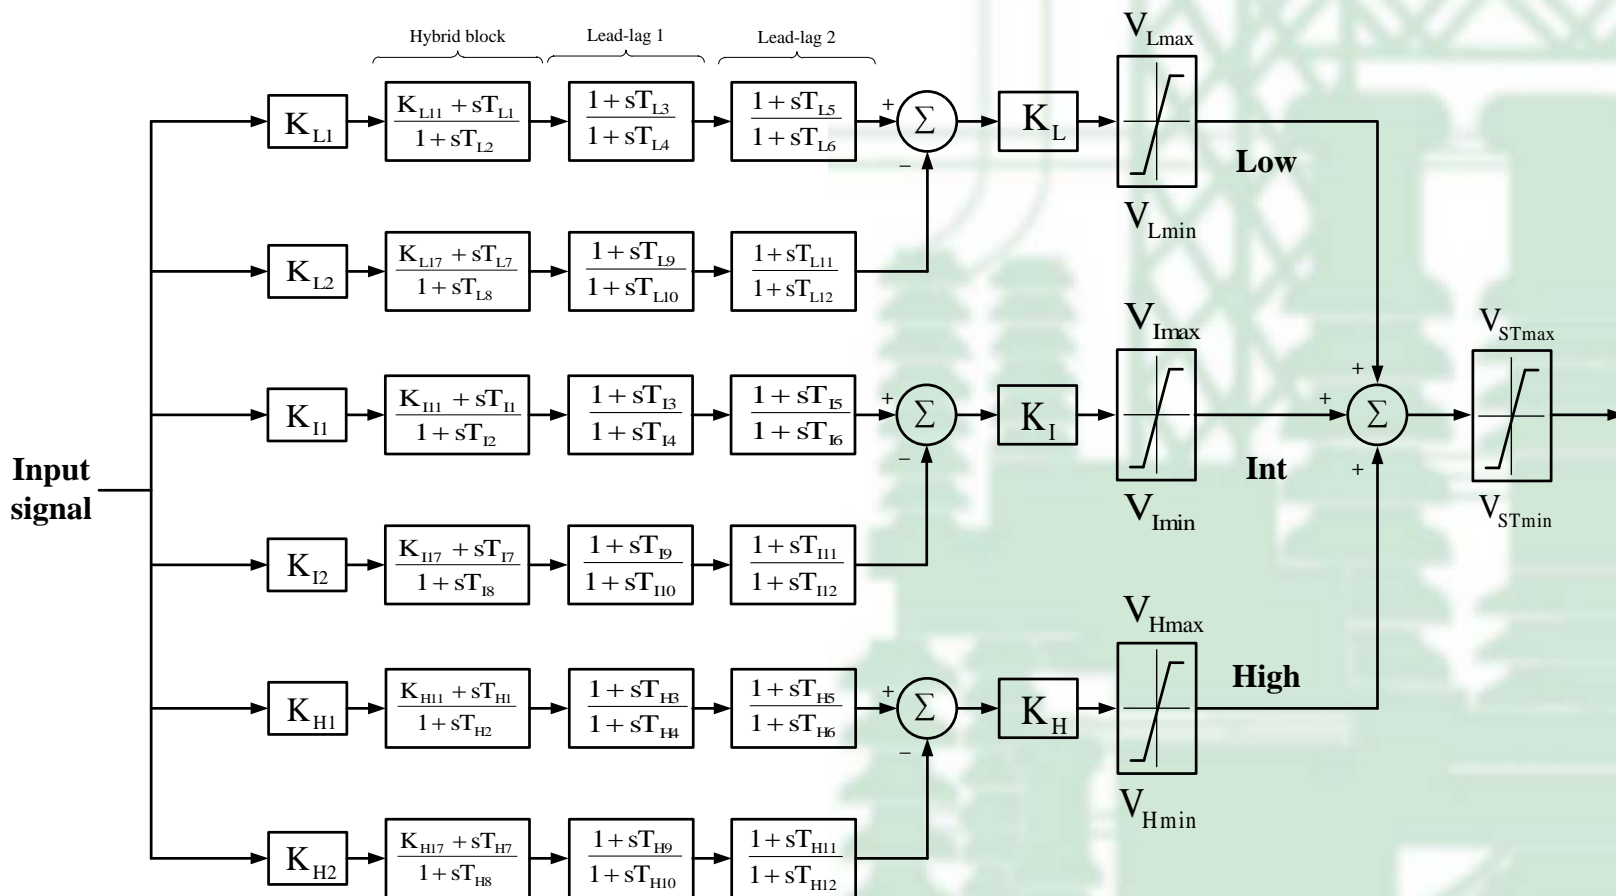 Hybrid block Lead-lag 1 Lead-lag 2
V_Lmax
K_L1 (K_L11 + sT_L1)/(1 + sT_L2) (1 + sT_L3)/(1 + sT_L4) (1 + sT_L5)/(1 + sT_L6) + Σ K_L
−
Low
V_Lmin
K_L2 (K_L17 + sT_L7)/(1 + sT_L8) (1 + sT_L9)/(1 + sT_L10) (1 + sT_L11)/(1 + sT_L12)
V_Imax
V_STmax
K_I1 (K_I11 + sT_I1)/(1 + sT_I2) (1 + sT_I3)/(1 + sT_I4) (1 + sT_I5)/(1 + sT_I6) + Σ K_I + + Σ
− +
Int
Input
signal
V_Imin
V_STmin
K_I2 (K_I17 + sT_I7)/(1 + sT_I8) (1 + sT_I9)/(1 + sT_I10) (1 + sT_I11)/(1 + sT_I12)
V_Hmax
High
K_H1 (K_H11 + sT_H1)/(1 + sT_H2) (1 + sT_H3)/(1 + sT_H4) (1 + sT_H5)/(1 + sT_H6) + Σ K_H
−
V_Hmin
K_H2 (K_H17 + sT_H7)/(1 + sT_H8) (1 + sT_H9)/(1 + sT_H10) (1 + sT_H11)/(1 + sT_H12)